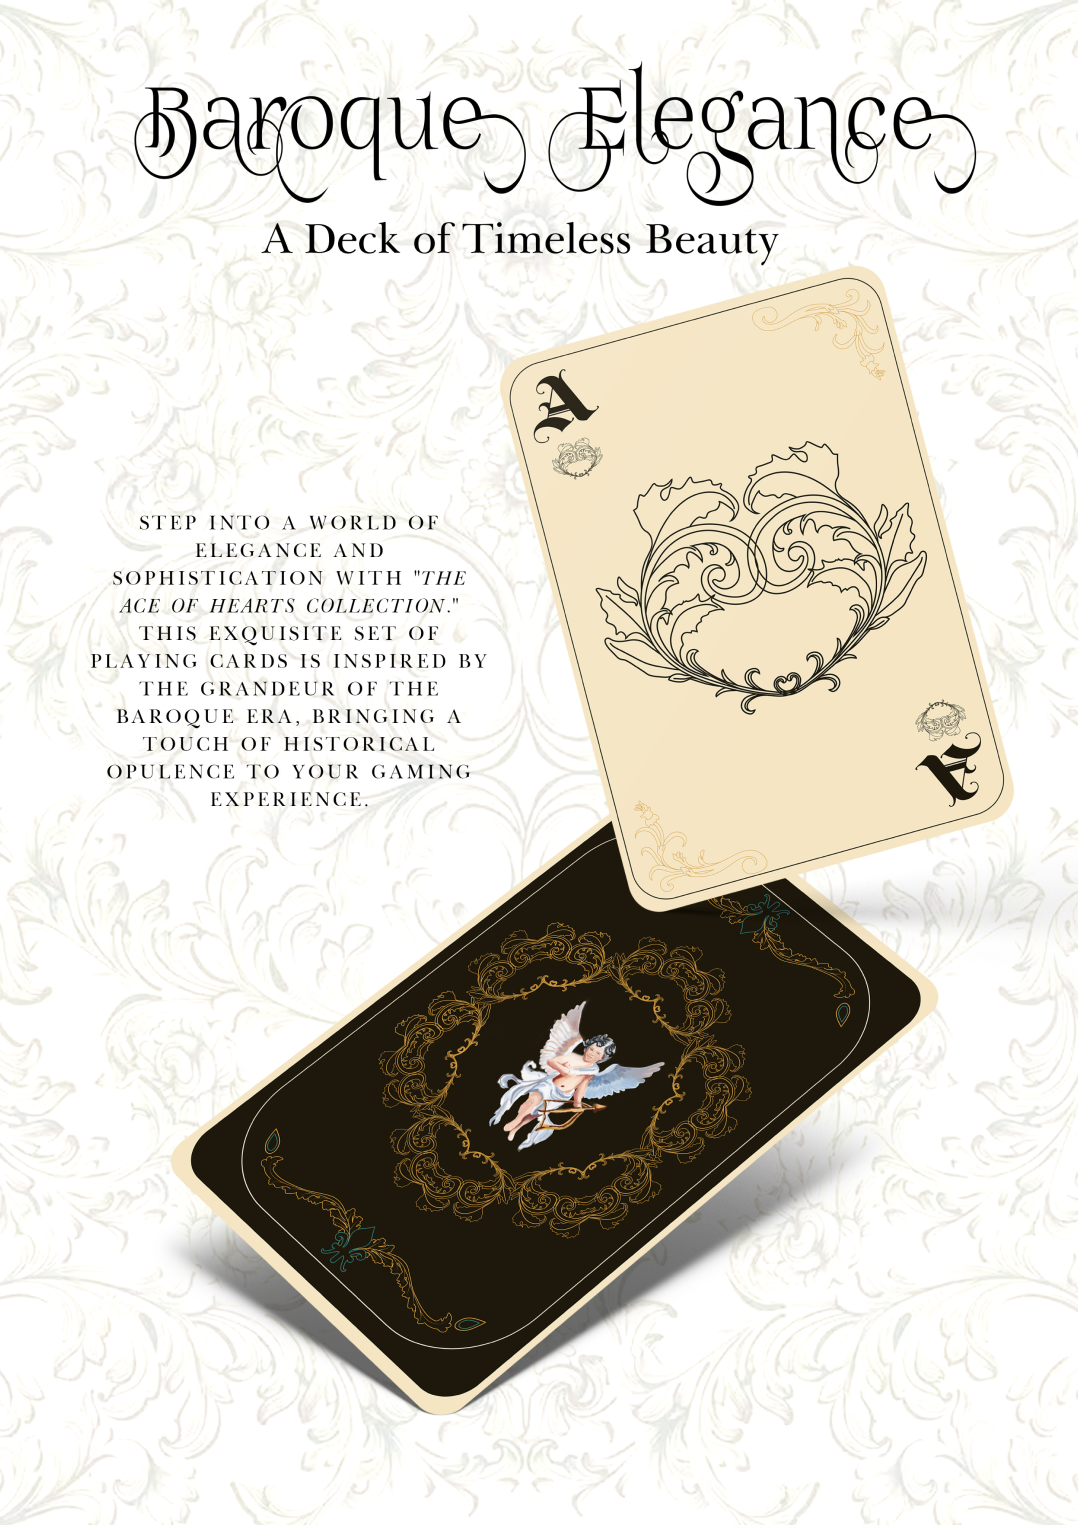 Baroque Elegance
A Deck of Timeless Beauty
A
STEP INTO A WORLD OF
ELEGANCE AND
SOPHISTICATION WITH "THE
ACE OF HEARTS COLLECTION."
THIS EXQUISITE SET OF
PLAYING CARDS IS INSPIRED BY
THE GRANDEUR OF THE
BAROQUE ERA, BRINGING A
TOUCH OF HISTORICAL
OPULENCE TO YOUR GAMING
EXPERIENCE.
A